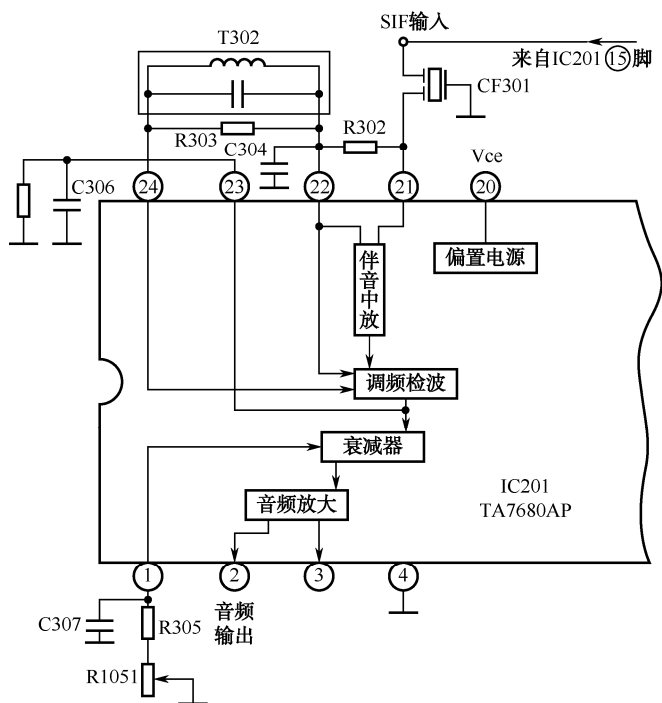 SIF输入
T302
来自IC201⑮脚
CF301
R303
C304
R302
Vce
C306
24
23
22
21
20
伴音中放
偏置电源
调频检波
衰减器
音频放大
IC201
TA7680AP
1
2
3
4
音频
输出
C307
R305
R1051